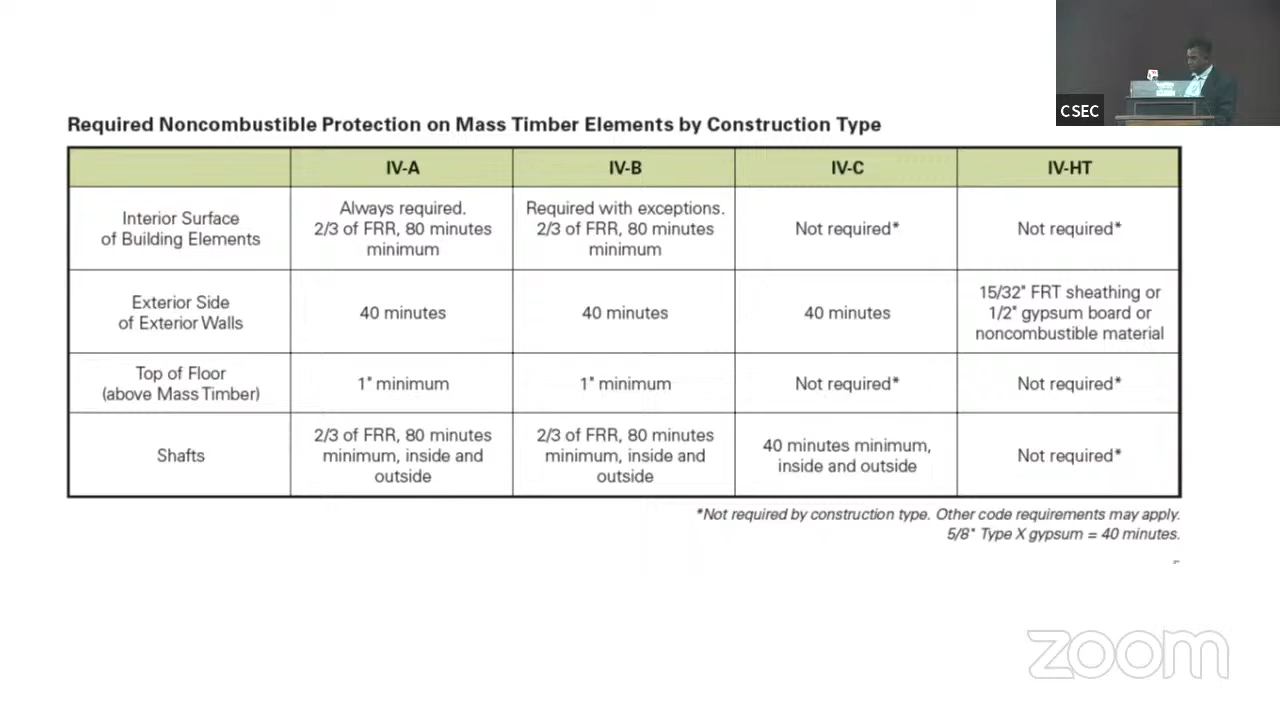 CSEC
Required Noncombustible Protection on Mass Timber Elements by Construction Type
IV-A IV-B IV-C IV-HT
Interior Surface
of Building Elements
Always required.
2/3 of FRR, 80 minutes
minimum
Required with exceptions.
2/3 of FRR, 80 minutes
minimum
Not required*
Not required*
Exterior Side
of Exterior Walls
40 minutes
40 minutes
40 minutes
15/32" FRT sheathing or
1/2" gypsum board or
noncombustible material
Top of Floor
(above Mass Timber)
1" minimum
1" minimum
Not required*
Not required*
Shafts
2/3 of FRR, 80 minutes
minimum, inside and
outside
2/3 of FRR, 80 minutes
minimum, inside and
outside
40 minutes minimum,
inside and outside
Not required*
*Not required by construction type. Other code requirements may apply.
5/8" Type X gypsum = 40 minutes.
zoom